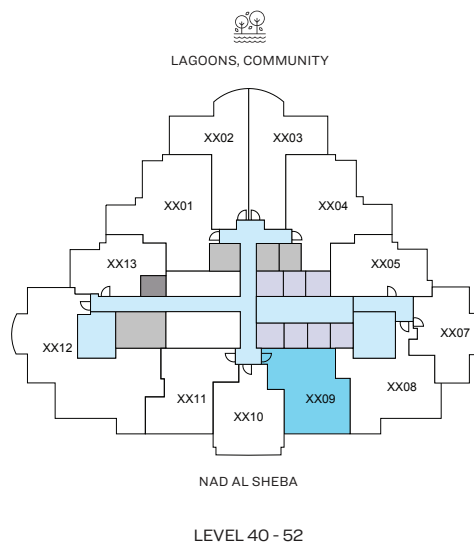 LAGOONS, COMMUNITY
XX02
XX03
XX01
XX04
XX13
XX05
XX12
XX07
XX08
XX11
XX09
XX10
NAD AL SHEBA
LEVEL 40 - 52